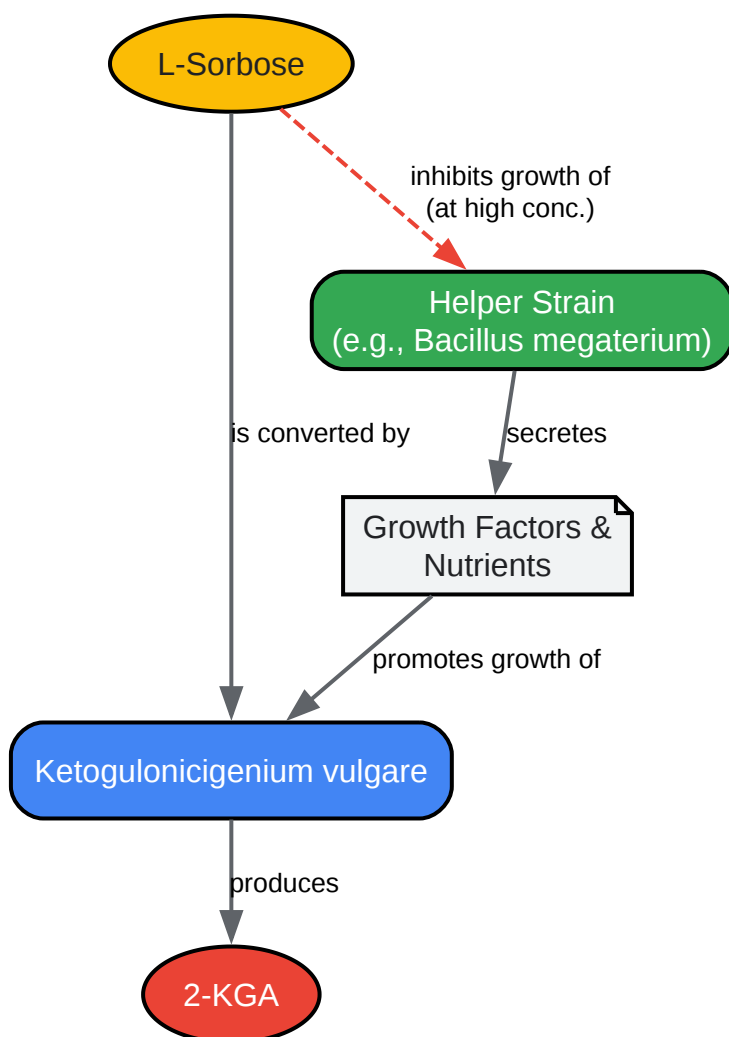 L-Sorbose
inhibits growth of
(at high conc.)
Helper Strain
(e.g., Bacillus megaterium)
is converted by
secretes
Growth Factors &
Nutrients
promotes growth of
Ketogulonicigenium vulgare
produces
2-KGA